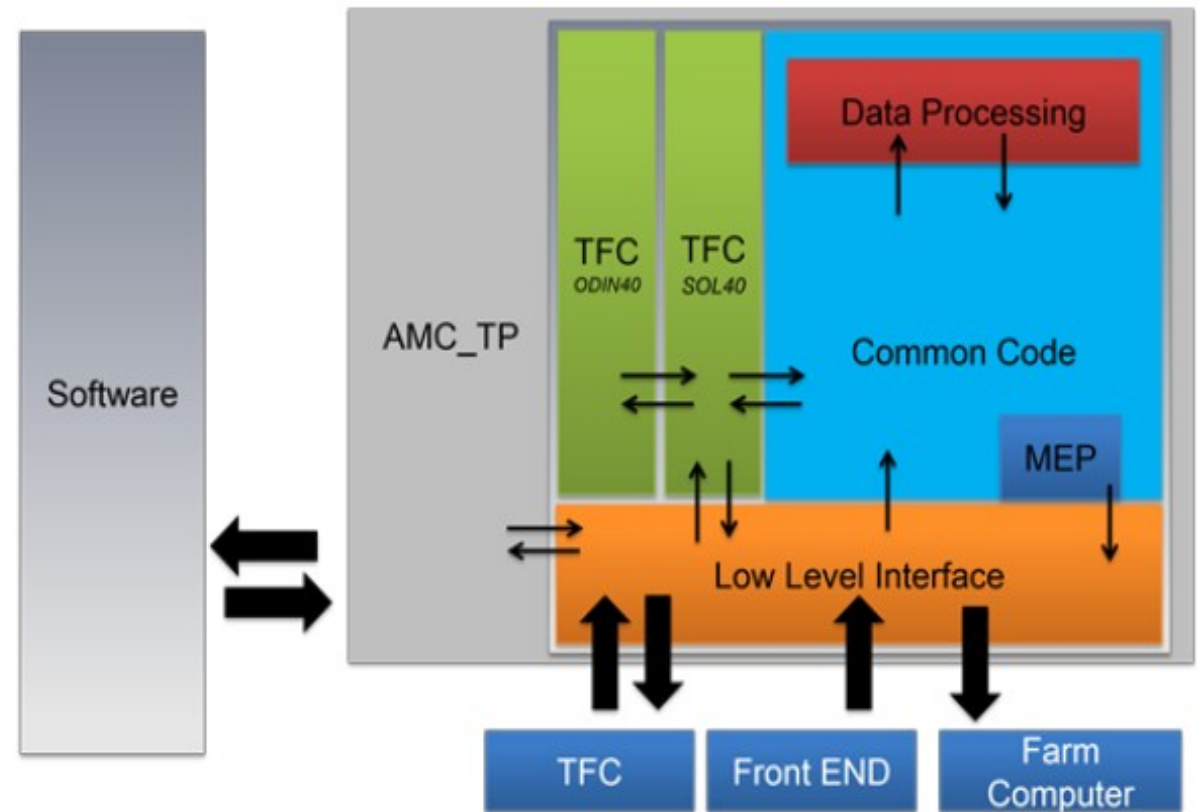 Software
AMC_TP
TFC
ODIN40
TFC
SOL40
Data Processing
Common Code
MEP
Low Level Interface
TFC
Front END
Farm
Computer